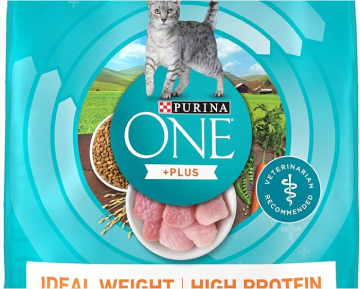 PURINA
ONE®
+PLUS
VETERINARIAN
RECOMMENDED
IDEAL WEIGHT | HIGH PROTEIN